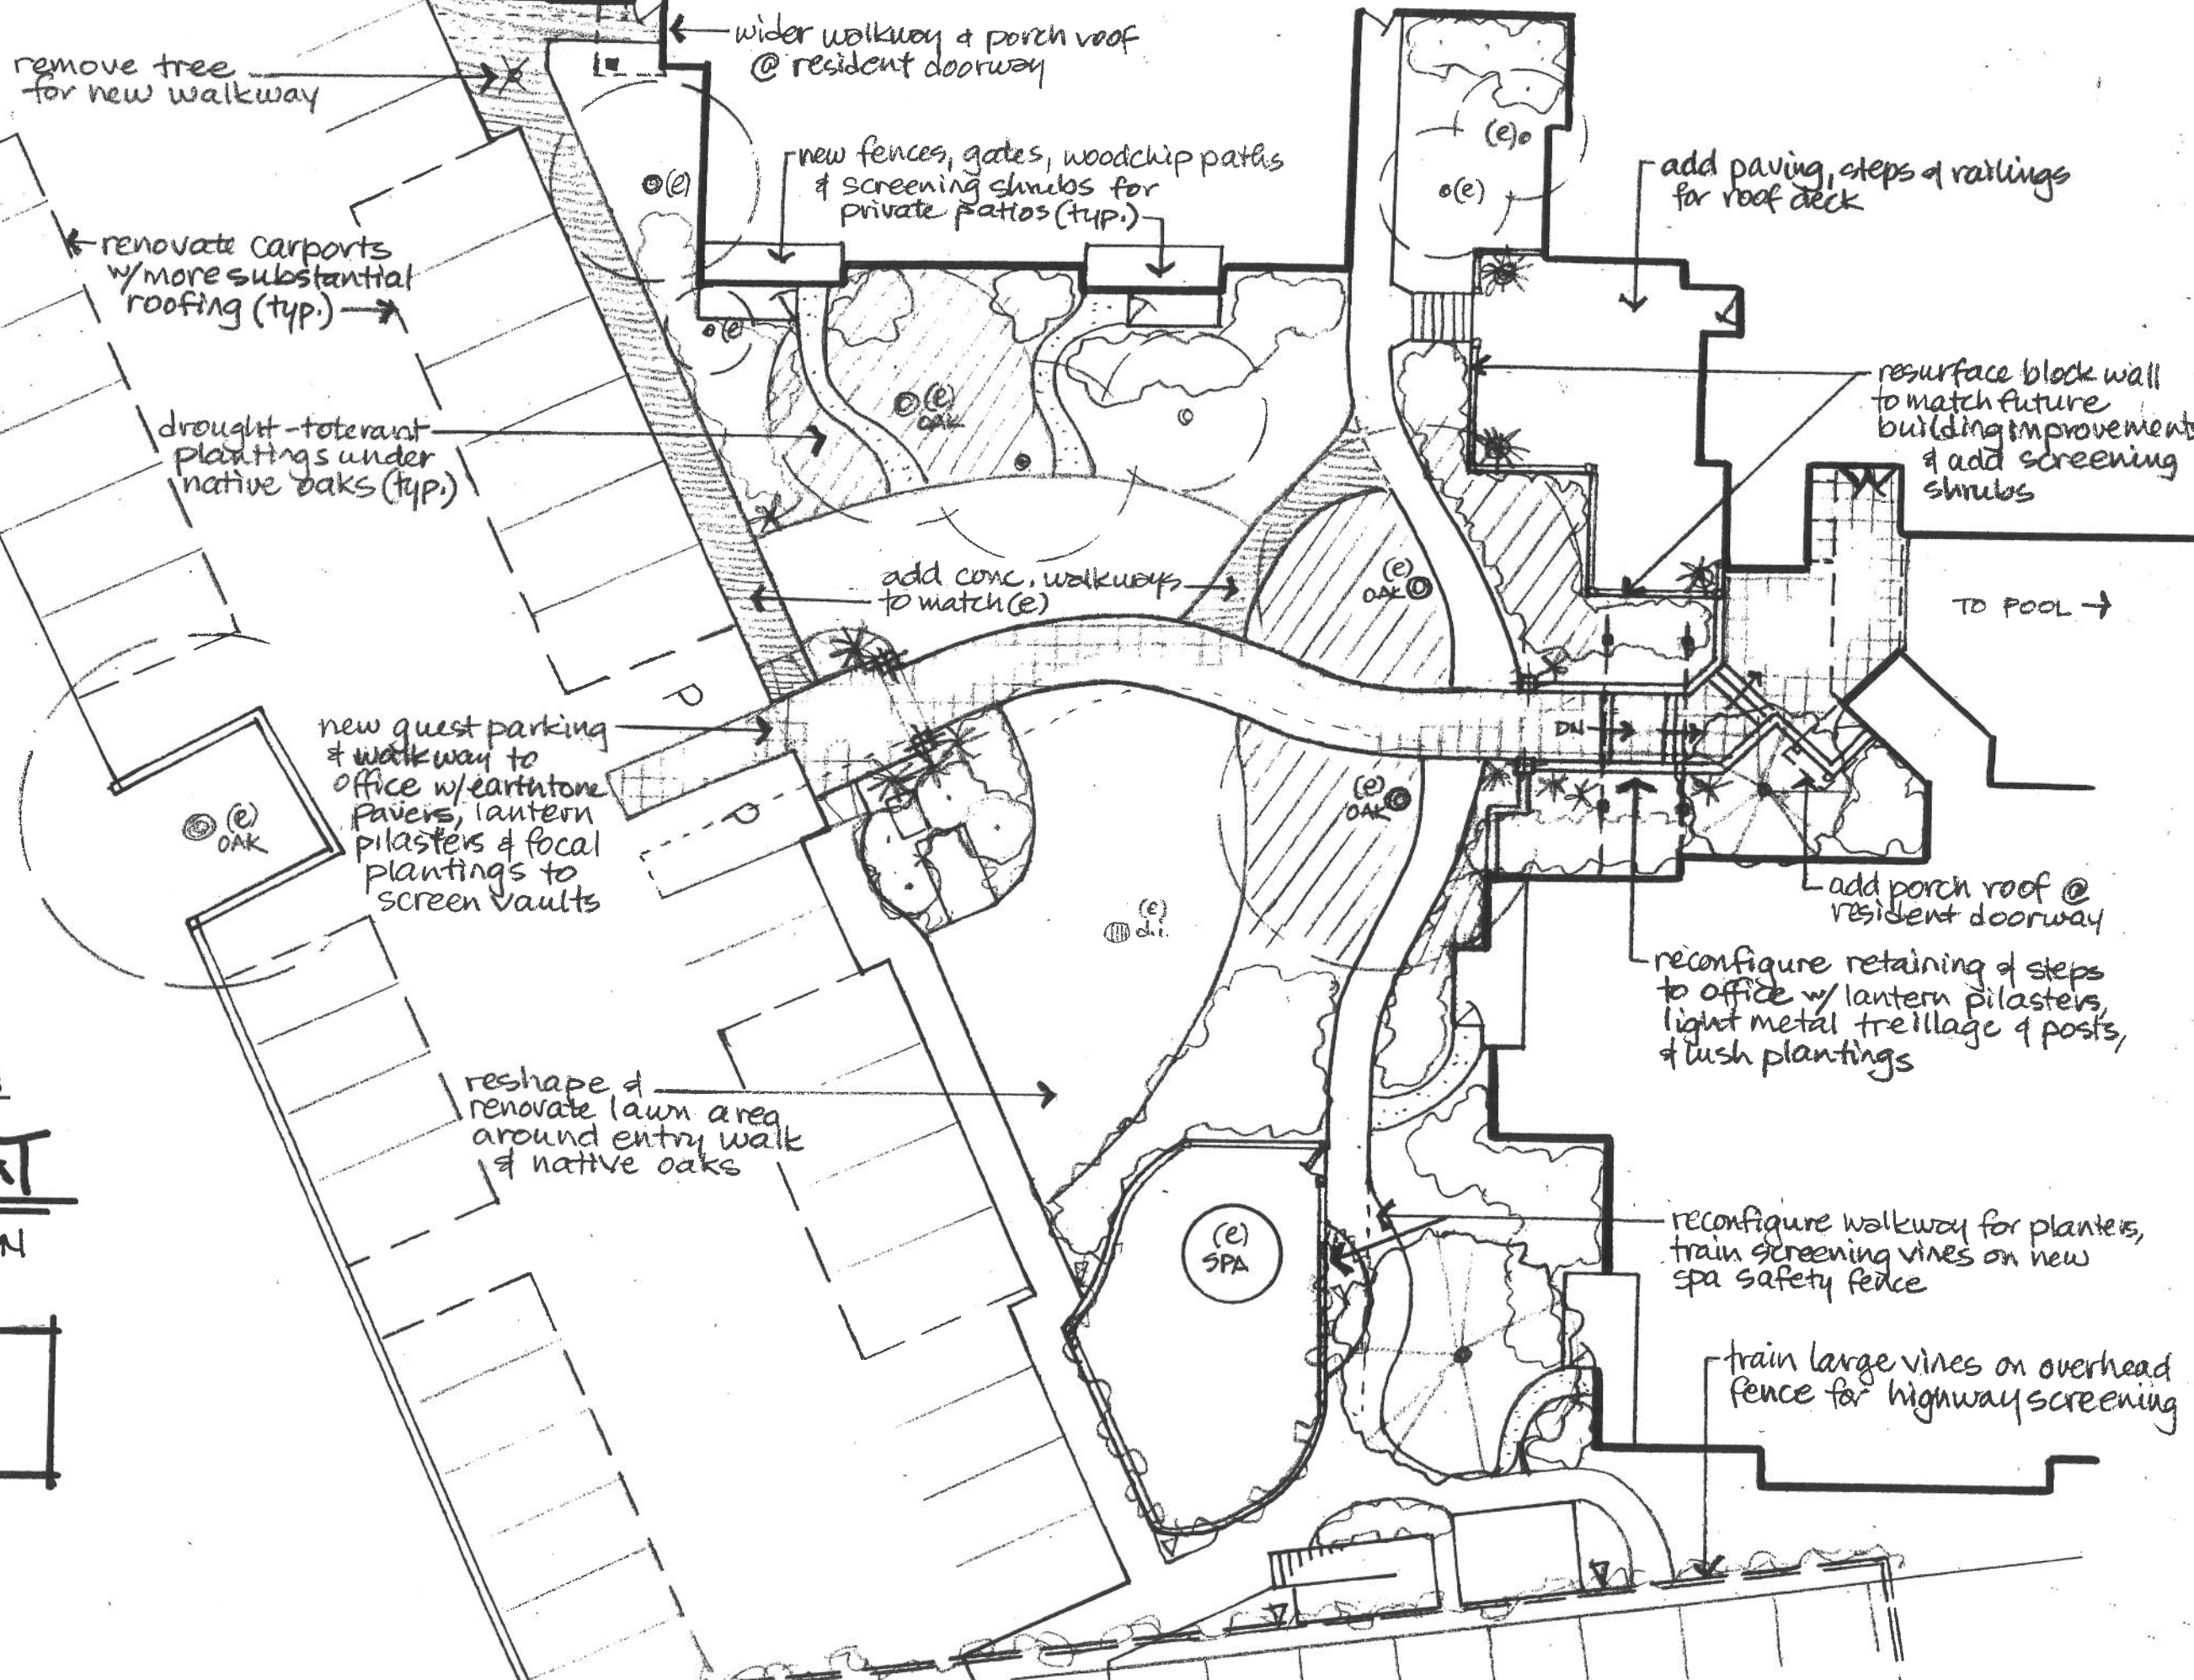 wider walkway & porch roof
@ resident doorway
remove tree
for new walkway
new fences, gates, woodchip paths
& screening shrubs for
private patios (typ.)
(e)
(e)
(e)
add paving, steps & railings
for roof deck
renovate carports
w/more substantial
roofing (typ.)
(e)
resurface block wall
to match future
building improvements
& add screening
shrubs
(e)
OAK
drought-tolerant
plantings under
native oaks (typ.)
add conc. walkways
to match (e)
(e)
OAK
TO POOL
P
new guest parking
& walkway to
office w/earthtone
pavers, lantern
pilasters & focal
plantings to
screen vaults
DN
(e)
OAK
P
(e)
OAK
add porch roof @
resident doorway
(e)
d.i.
reconfigure retaining & steps
to office w/ lantern pilasters,
light metal treillage & posts,
& lush plantings
reshape &
renovate lawn area
around entry walk
& native oaks
(e)
SPA
reconfigure walkway for planters,
train screening vines on new
spa safety fence
train large vines on overhead
fence for highway screening